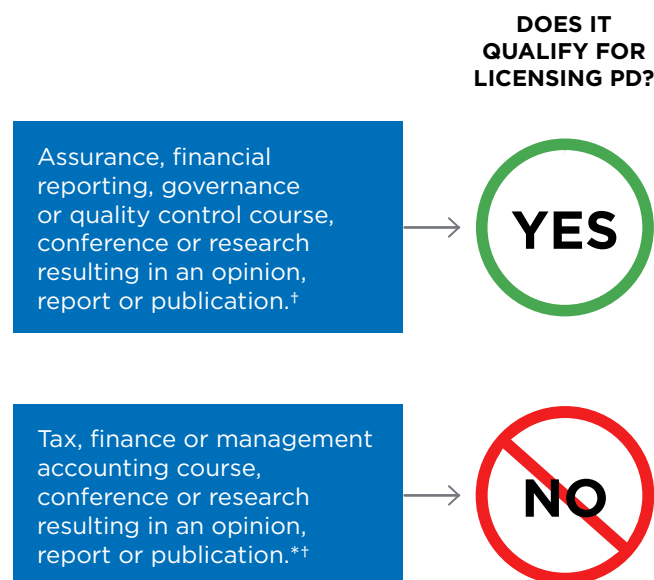 DOES IT
QUALIFY FOR
LICENSING PD?
Assurance, financial
reporting, governance
or quality control course,
conference or research
resulting in an opinion,
report or publication.†
YES
Tax, finance or management
accounting course,
conference or research
resulting in an opinion,
report or publication.*†
NO